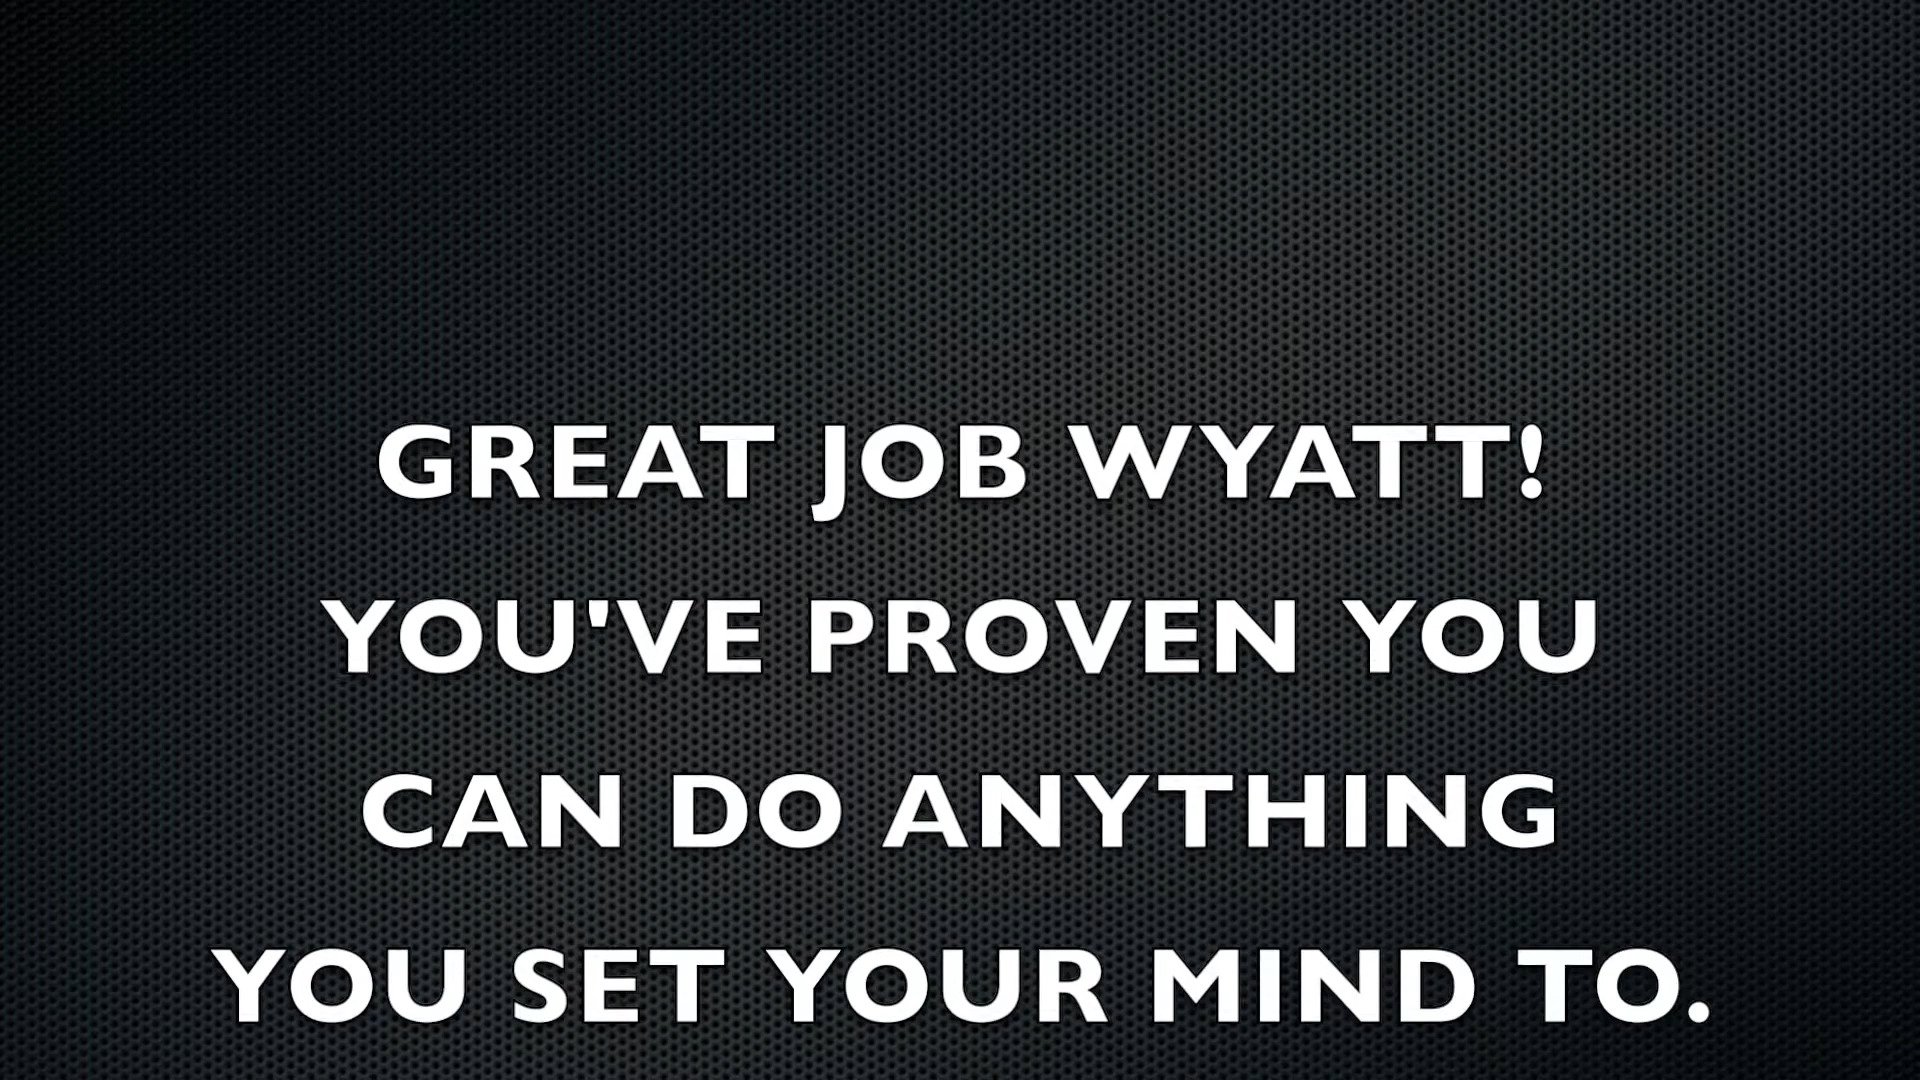 GREAT JOB WYATT!
YOU'VE PROVEN YOU
CAN DO ANYTHING
YOU SET YOUR MIND TO.